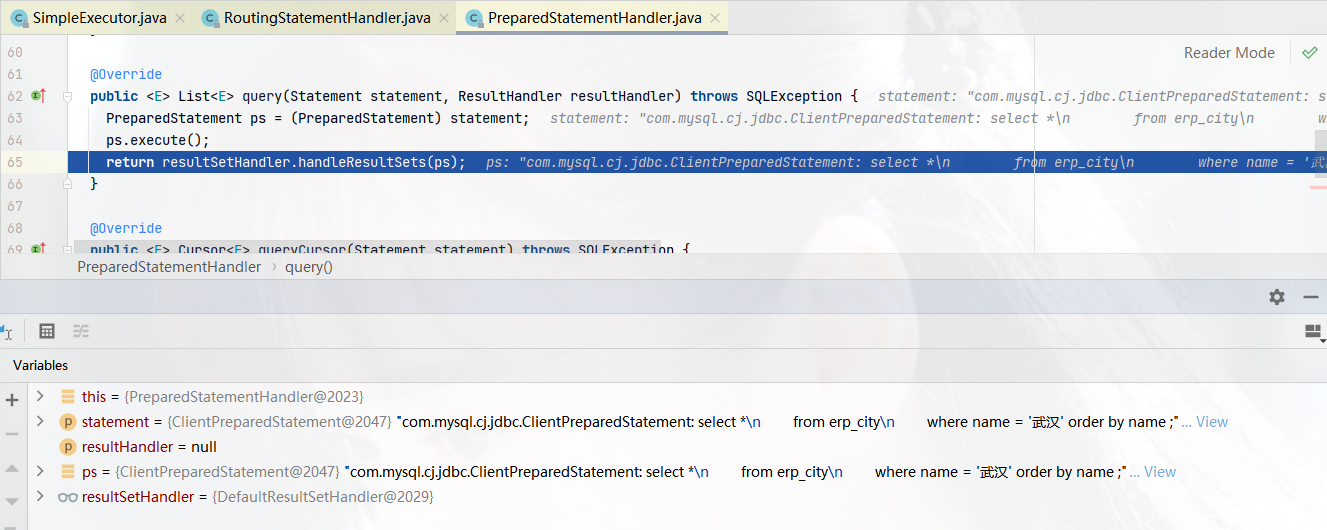 SimpleExecutor.java RoutingStatementHandler.java PreparedStatementHandler.java
60 Reader Mode
61 @Override
62 public <E> List<E> query(Statement statement, ResultHandler resultHandler) throws SQLException { statement: "com.mysql.cj.jdbc.ClientPreparedStatement: s
63 PreparedStatement ps = (PreparedStatement) statement; statement: "com.mysql.cj.jdbc.ClientPreparedStatement: select *\n from erp_city\n w
64 ps.execute();
65 return resultSetHandler.handleResultSets(ps); ps: "com.mysql.cj.jdbc.ClientPreparedStatement: select *\n from erp_city\n where name = '武
66 }
67
68 @Override
69 public <E> Cursor<E> queryCursor(Statement statement) throws SQLException {
PreparedStatementHandler › query()
Variables
this = {PreparedStatementHandler@2023}
statement = {ClientPreparedStatement@2047} "com.mysql.cj.jdbc.ClientPreparedStatement: select *\n from erp_city\n where name = '武汉' order by name ;" ... View
resultHandler = null
ps = {ClientPreparedStatement@2047} "com.mysql.cj.jdbc.ClientPreparedStatement: select *\n from erp_city\n where name = '武汉' order by name ;" ... View
resultSetHandler = {DefaultResultSetHandler@2029}